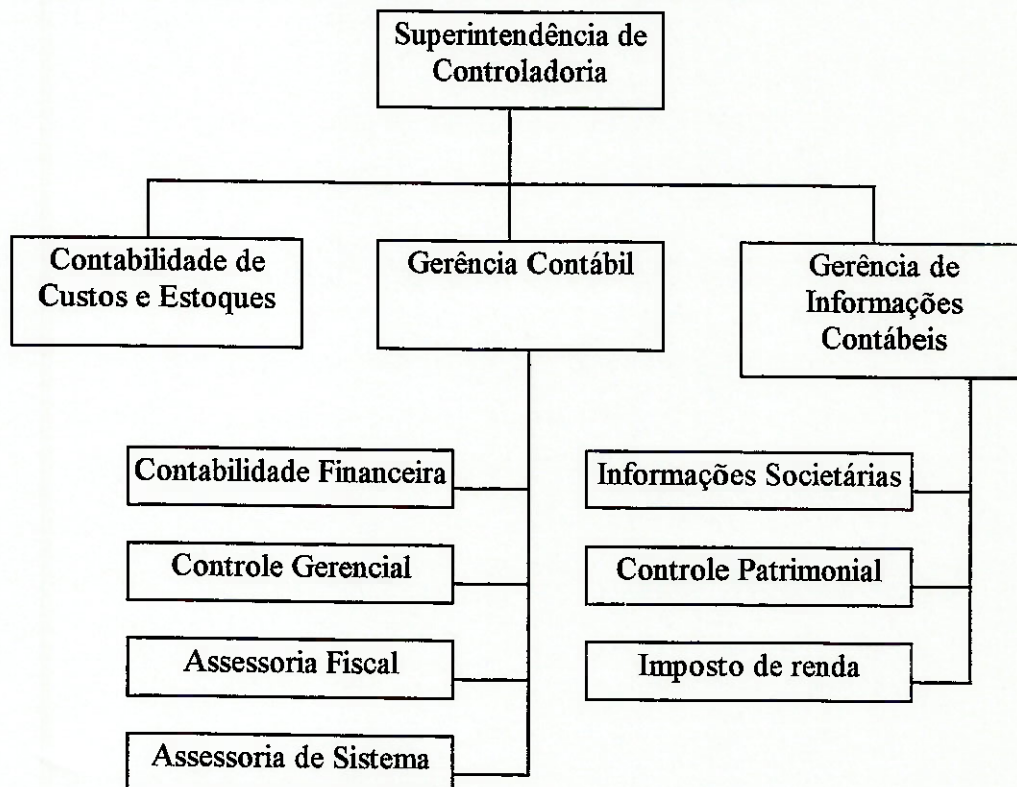 Superintendência de
Controladoria
Contabilidade de
Custos e Estoques
Gerência Contábil
Gerência de
Informações
Contábeis
Contabilidade Financeira
Controle Gerencial
Assessoria Fiscal
Assessoria de Sistema
Informações Societárias
Controle Patrimonial
Imposto de renda